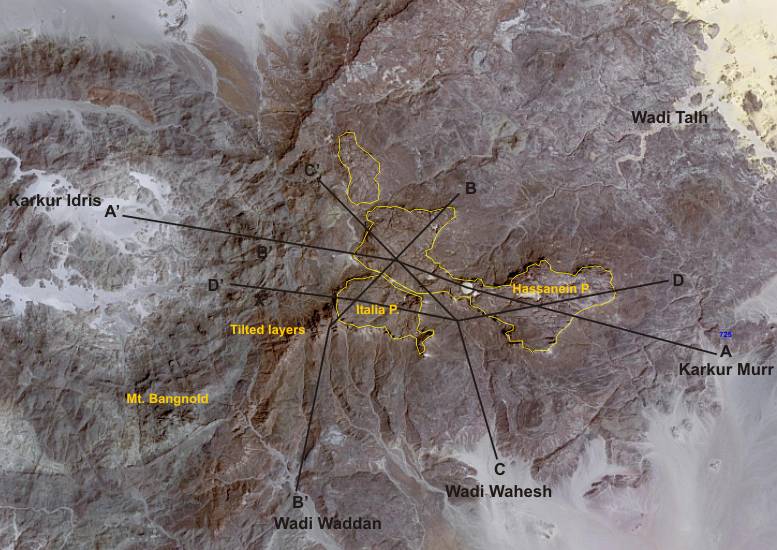 Wadi Talh
C'
B
Karkur Idris
A'
B
D'
D
Hassanein P.
Italia P.
Tilted layers
725
A
Karkur Murr
Mt. Bangnold
C
Wadi Wahesh
B'
Wadi Waddan